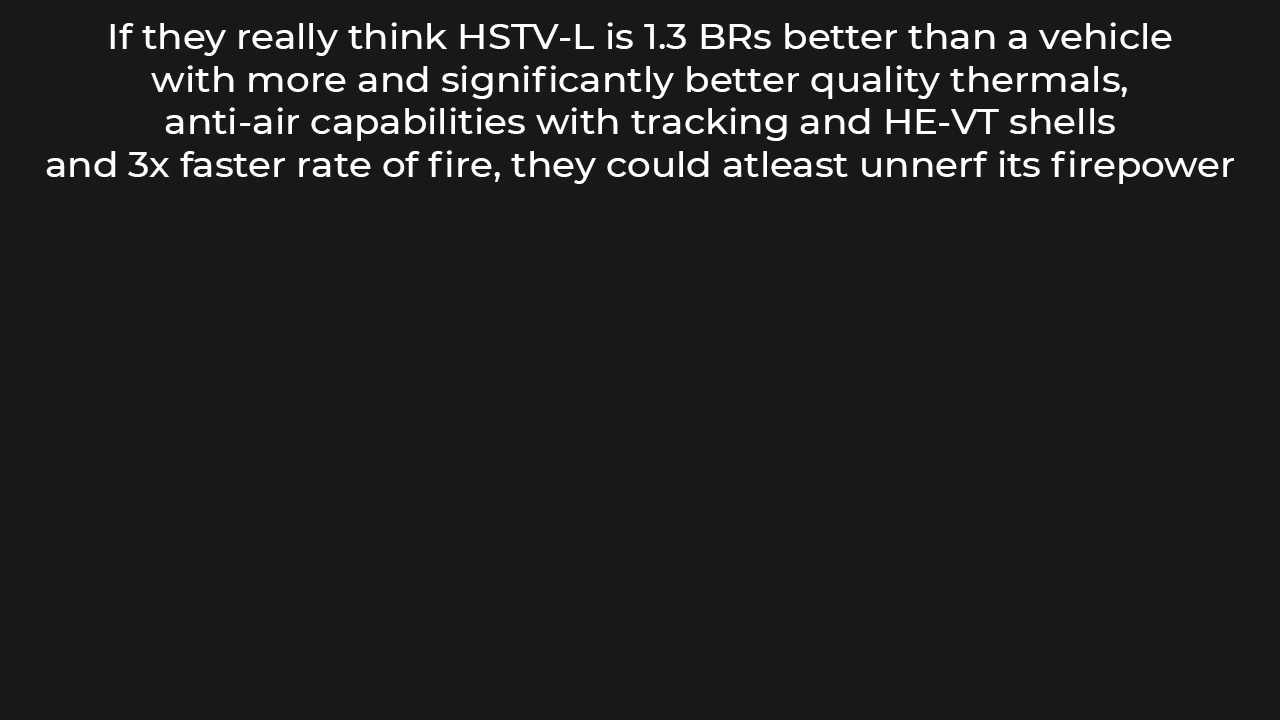 If they really think HSTV-L is 1.3 BRs better than a vehicle
with more and significantly better quality thermals,
anti-air capabilities with tracking and HE-VT shells
and 3x faster rate of fire, they could atleast unnerf its firepower